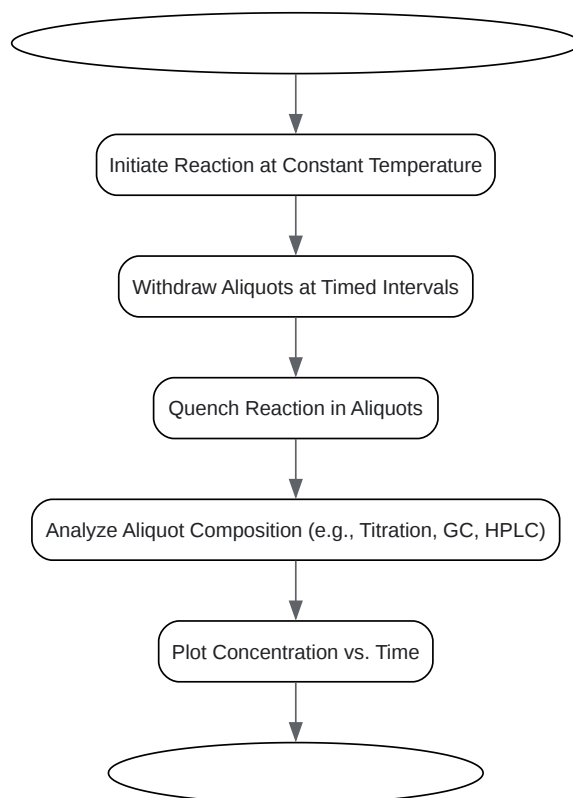 Initiate Reaction at Constant Temperature
Withdraw Aliquots at Timed Intervals
Quench Reaction in Aliquots
Analyze Aliquot Composition (e.g., Titration, GC, HPLC)
Plot Concentration vs. Time